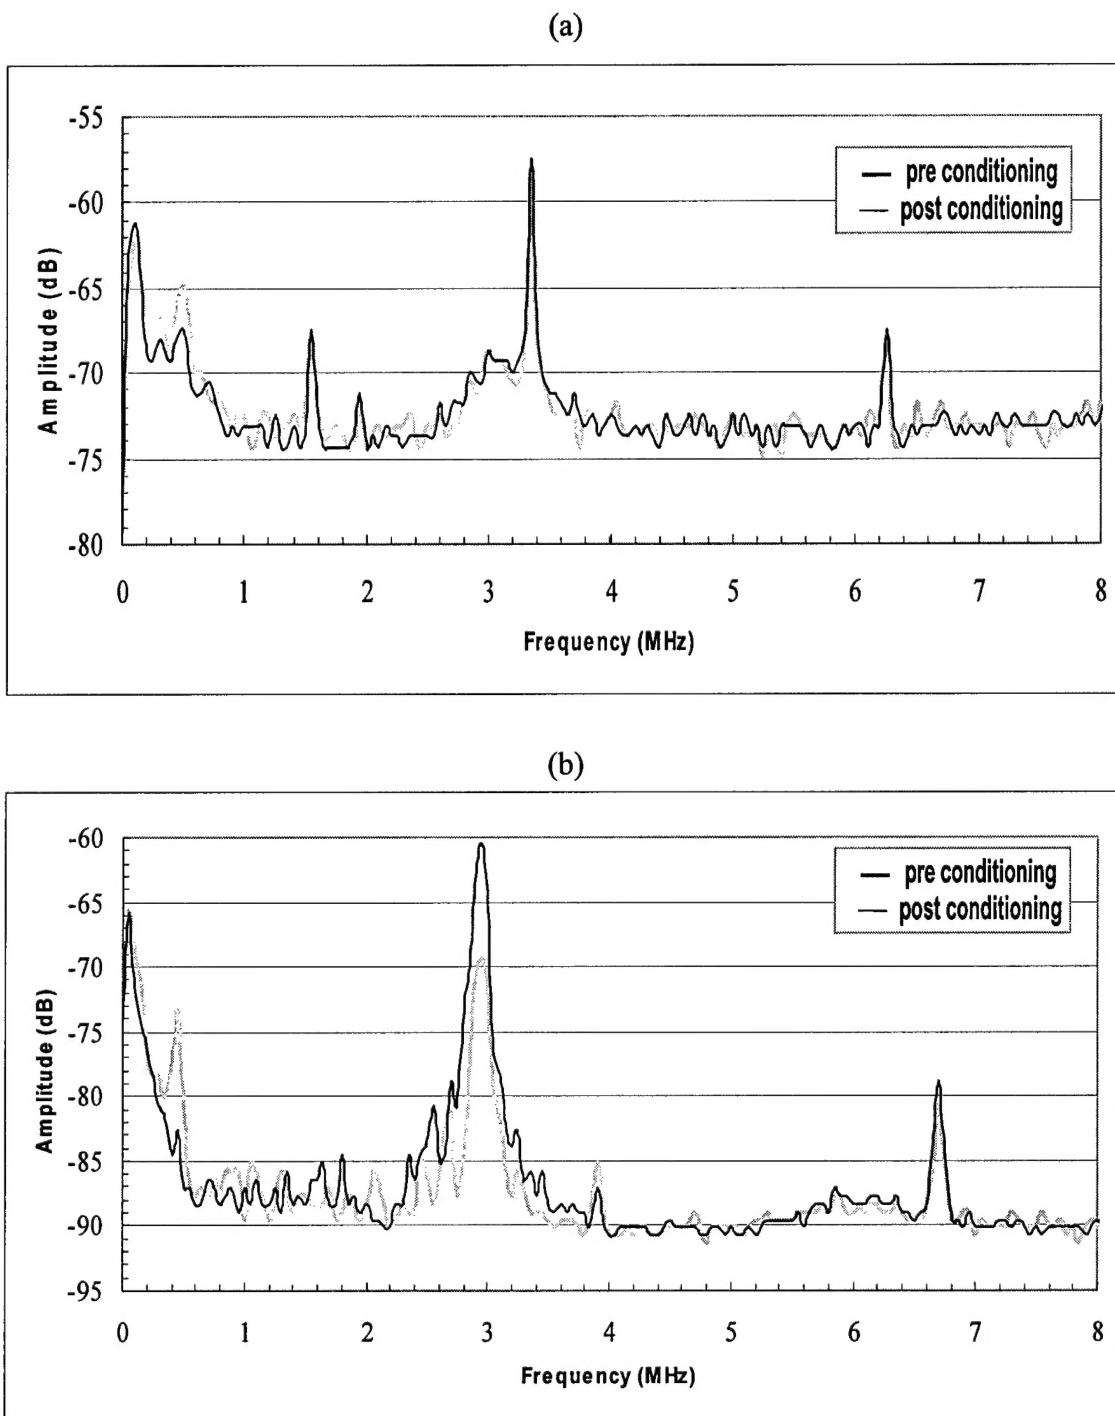 (a)
-55
-60
-65
-70
-75
-80
Amplitude (dB)
pre conditioning
post conditioning
0 1 2 3 4 5 6 7 8
Frequency (MHz)
(b)
-60
-65
-70
-75
-80
-85
-90
-95
Amplitude (dB)
pre conditioning
post conditioning
0 1 2 3 4 5 6 7 8
Frequency (MHz)